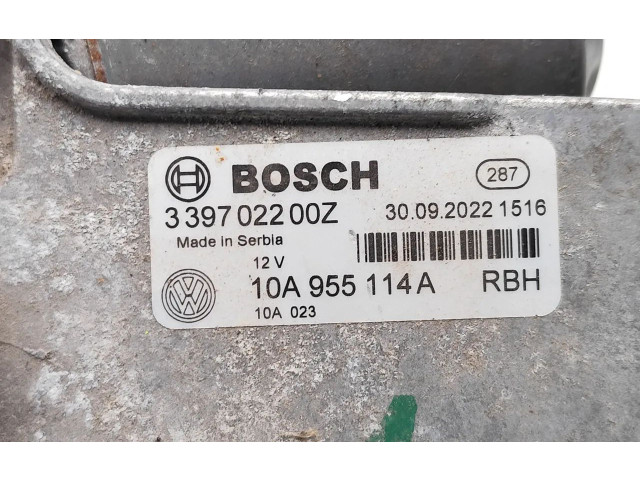 BOSCH 287
3 397 022 00Z 30.09.2022 1516
Made in Serbia
12 V
10A 955 114 A RBH
10A 023